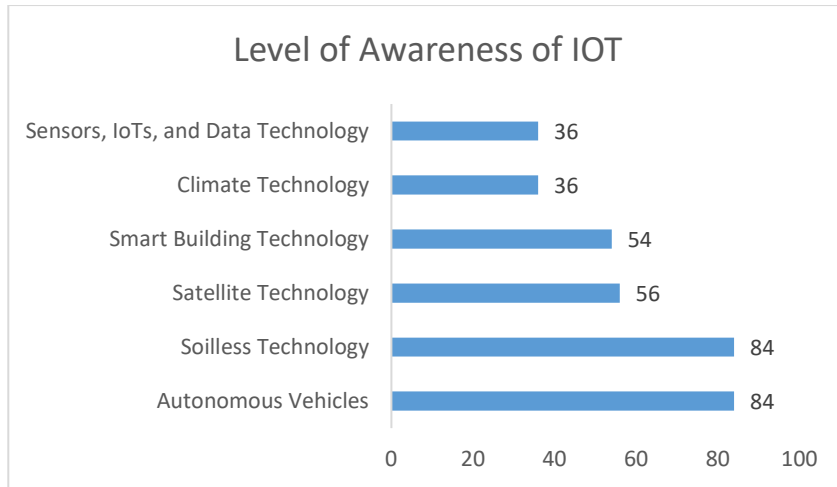 Level of Awareness of IOT
Sensors, IoTs, and Data Technology 36
Climate Technology 36
Smart Building Technology 54
Satellite Technology 56
Soilless Technology 84
Autonomous Vehicles 84
0 20 40 60 80 100